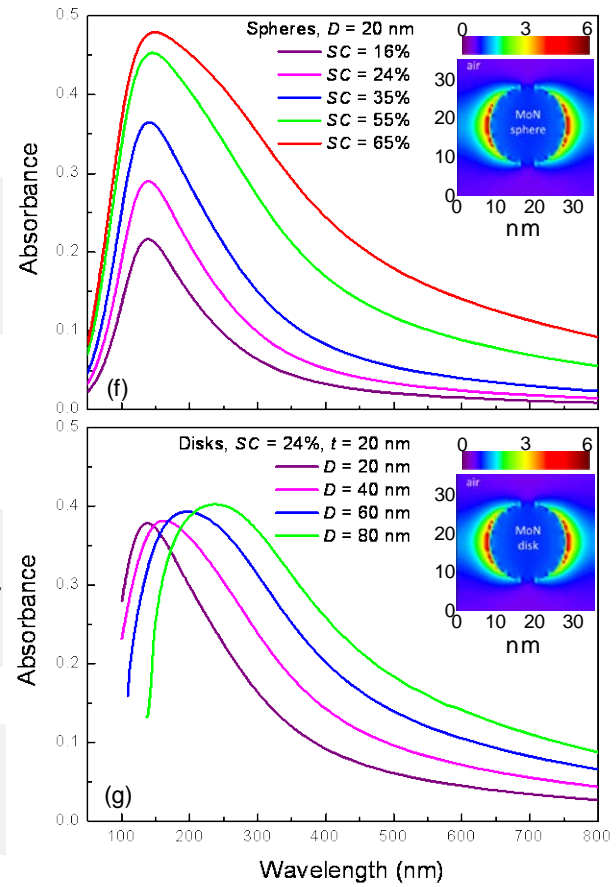 0.5
0.4
0.3
0.2
0.1
0.0
Absorbance
Spheres, D = 20 nm
SC = 16%
SC = 24%
SC = 35%
SC = 55%
SC = 65%
0 3 6
air
MoN
sphere
30
20
10
0
0 10 20 30
nm
(f)
0.5
0.4
0.3
0.2
0.1
0.0
Absorbance
Disks, SC = 24%, t = 20 nm
D = 20 nm
D = 40 nm
D = 60 nm
D = 80 nm
0 3 6
air
MoN
disk
30
20
10
0
0 10 20 30
nm
(g)
100 200 300 400 500 600 700 800
Wavelength (nm)